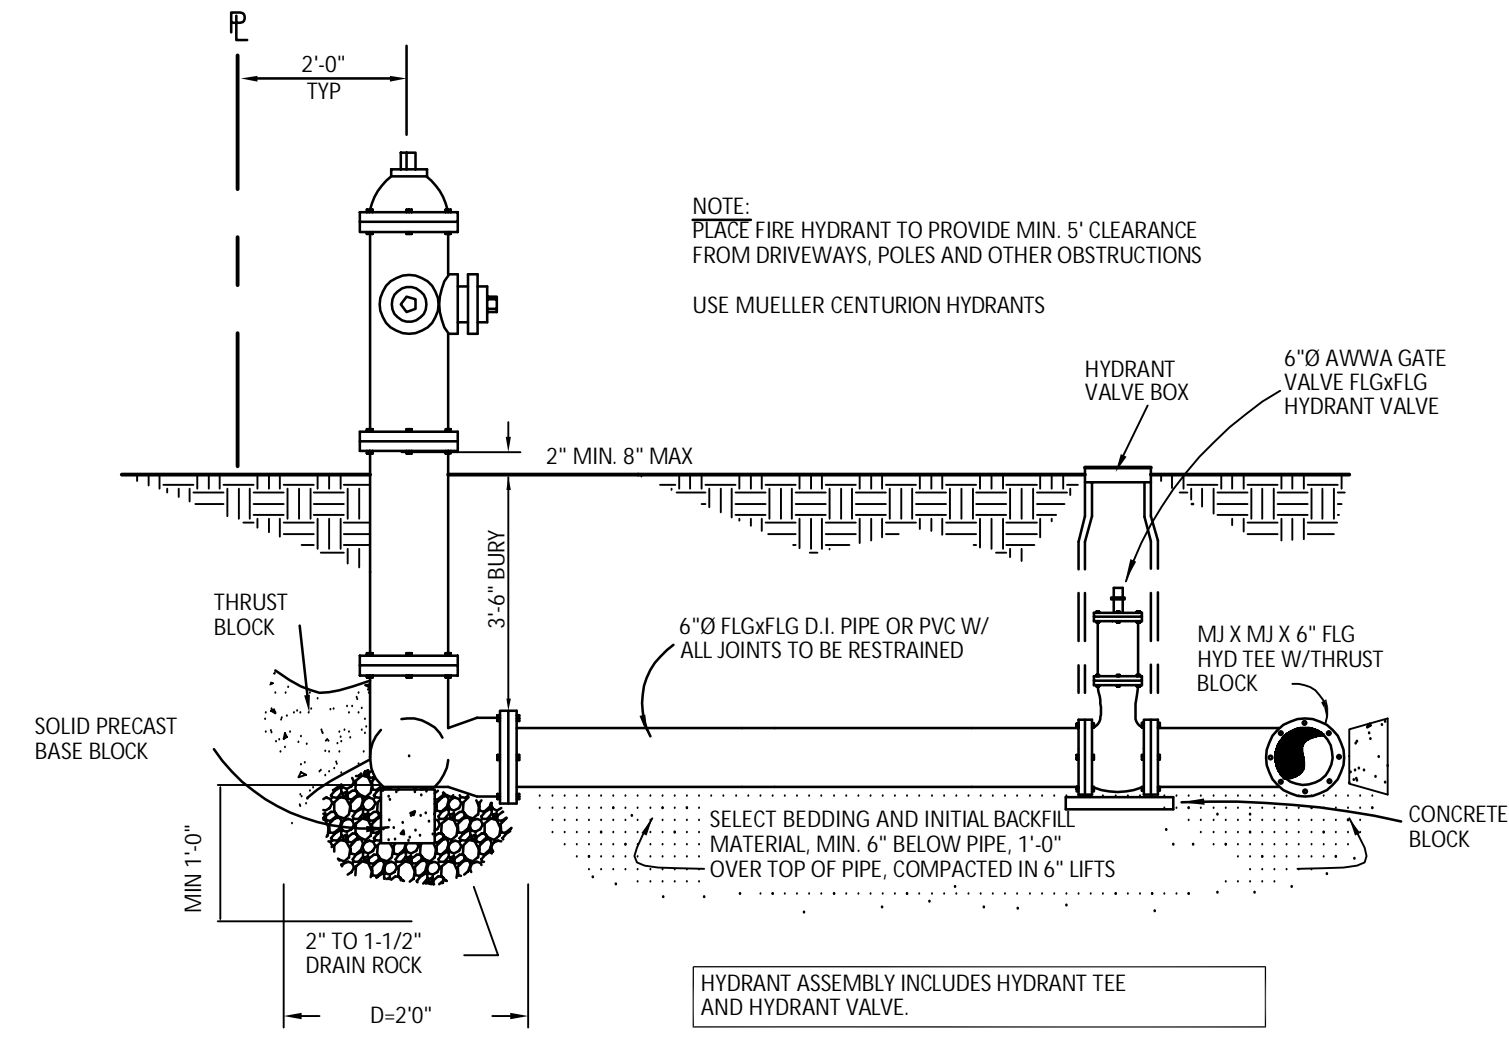 ℄
2'-0"
TYP
NOTE:
PLACE FIRE HYDRANT TO PROVIDE MIN. 5' CLEARANCE
FROM DRIVEWAYS, POLES AND OTHER OBSTRUCTIONS
USE MUELLER CENTURION HYDRANTS
HYDRANT
VALVE BOX
6"Ø AWWA GATE
VALVE FLGxFLG
HYDRANT VALVE
2" MIN. 8" MAX
3'-6" BURY
THRUST
BLOCK
6"Ø FLGxFLG D.I. PIPE OR PVC W/
ALL JOINTS TO BE RESTRAINED
MJ X MJ X 6" FLG
HYD TEE W/THRUST
BLOCK
SOLID PRECAST
BASE BLOCK
SELECT BEDDING AND INITIAL BACKFILL
MATERIAL, MIN. 6" BELOW PIPE, 1'-0"
OVER TOP OF PIPE, COMPACTED IN 6" LIFTS
CONCRETE
BLOCK
MIN 1'-0"
2" TO 1-1/2"
DRAIN ROCK
D=2'0"
HYDRANT ASSEMBLY INCLUDES HYDRANT TEE
AND HYDRANT VALVE.